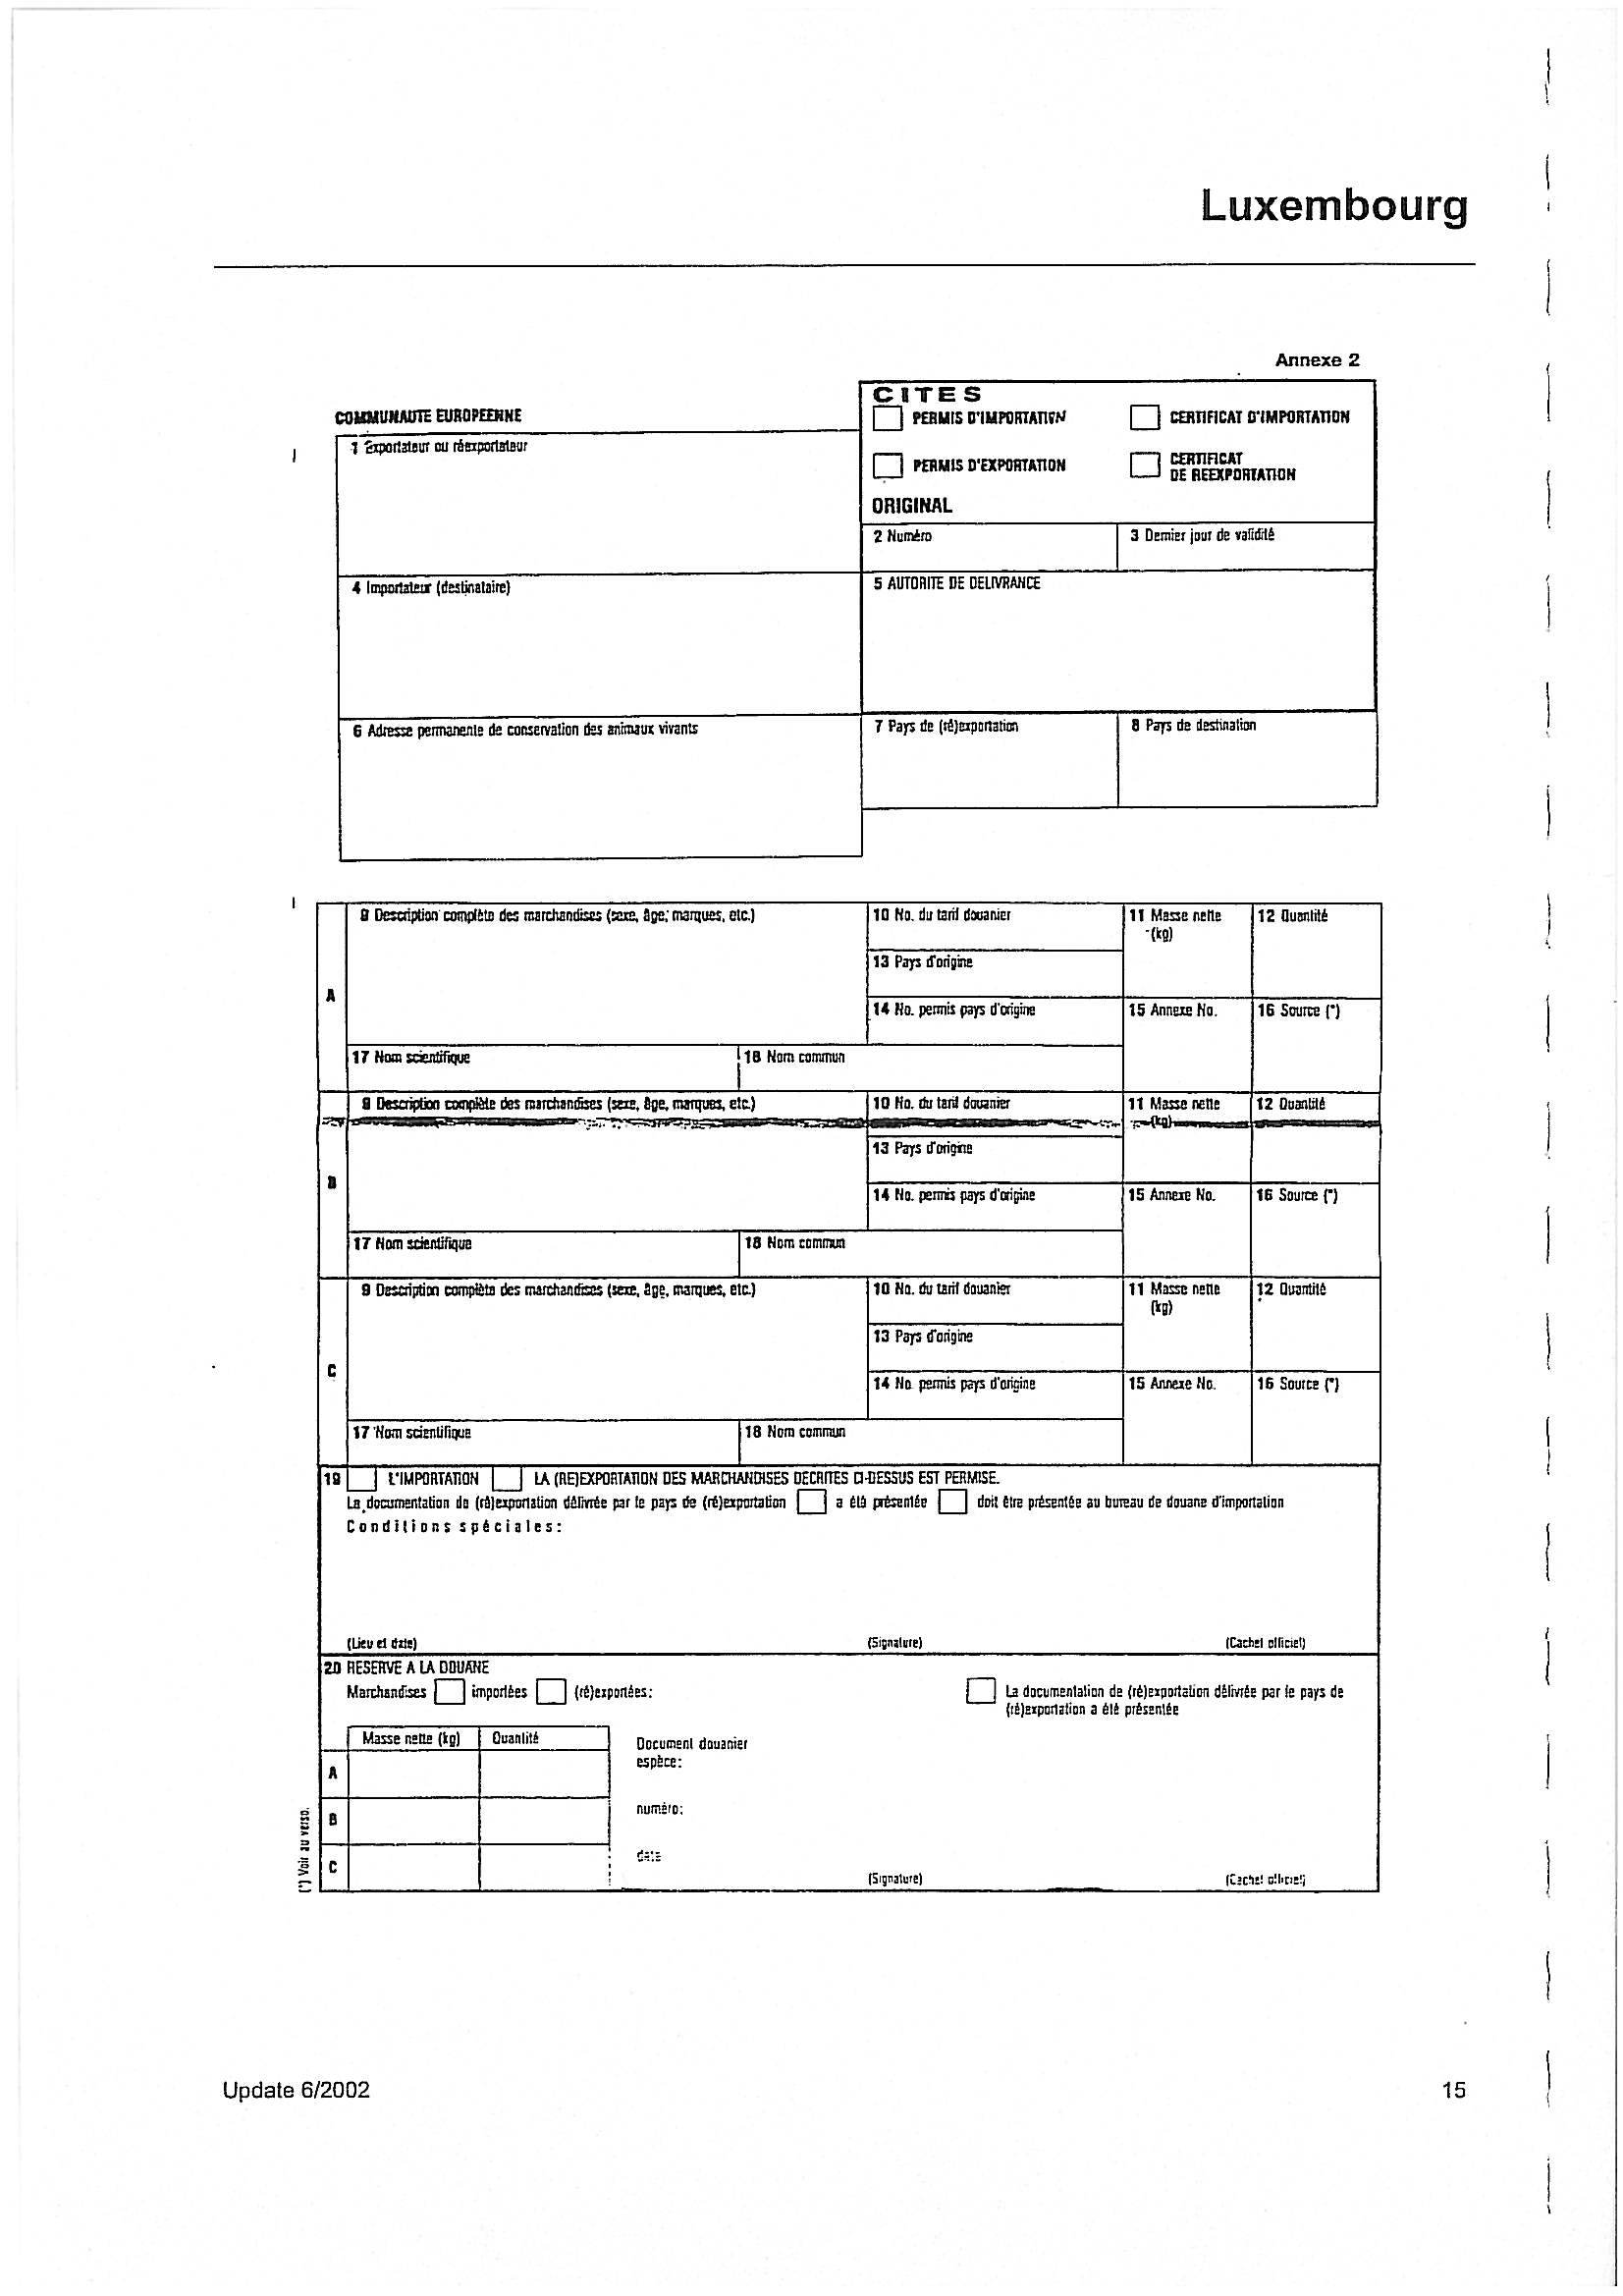 Luxembourg
Annexe 2
COMMUNAUTE EUROPEENNE
CITES
PERMIS D'IMPORTATION
CERTIFICAT D'IMPORTATION
PERMIS D'EXPORTATION
CERTIFICAT
DE REEXPORTATION
ORIGINAL
1 Exportateur ou réexportateur
2 Numéro
3 Dernier jour de validité
4 Importateur (destinataire)
5 AUTORITE DE DELIVRANCE
6 Adresse permanente de conservation des animaux vivants
7 Pays de (ré)exportation
8 Pays de destination
A
9 Description complète des marchandises (sexe, âge, marques, etc.)
10 No. du tarif douanier
11 Masse nette
(kg)
12 Quantité
13 Pays d'origine
14 No. permis pays d'origine
15 Annexe No.
16 Source (*)
17 Nom scientifique
18 Nom commun
B
9 Description complète des marchandises (sexe, âge, marques, etc.)
10 No. du tarif douanier
11 Masse nette
(kg)
12 Quantité
13 Pays d'origine
14 No. permis pays d'origine
15 Annexe No.
16 Source (*)
17 Nom scientifique
18 Nom commun
C
9 Description complète des marchandises (sexe, âge, marques, etc.)
10 No. du tarif douanier
11 Masse nette
(kg)
12 Quantité
13 Pays d'origine
14 No. permis pays d'origine
15 Annexe No.
16 Source (*)
17 Nom scientifique
18 Nom commun
19 L'IMPORTATION LA (RE)EXPORTATION DES MARCHANDISES DECRITES CI-DESSUS EST PERMISE.
La documentation de (ré)exportation délivrée par le pays de (ré)exportation a été présentée doit être présentée au bureau de douane d'importation
Conditions spéciales:
(Lieu et date) (Signature) (Cachet officiel)
20 RESERVE A LA DOUANE
Marchandises importées (ré)exportées:
La documentation de (ré)exportation délivrée par le pays de
(ré)exportation a été présentée
Masse nette (kg) Quantité
Document douanier
espèce:
A
numéro:
B
date
C
(Signature) (Cachet officiel)
(*) Voir au verso.
Update 6/2002
15